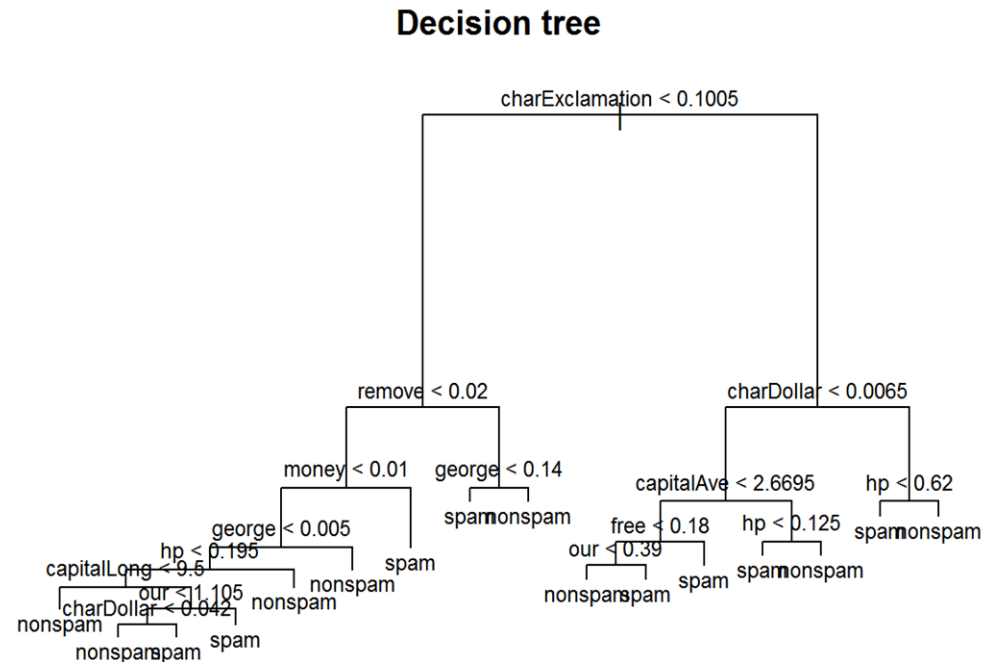 Decision tree
charExclamation < 0.1005
remove < 0.02
charDollar < 0.0065
money < 0.01
george < 0.14
capitalAve < 2.6695
hp < 0.62
spam
nonspam
george < 0.005
free < 0.18
hp < 0.125
spam
nonspam
hp < 0.195
our < 0.39
spam
nonspam
spam
spam
nonspam
capitalLong < 9.5
nonspam
our < 1.105
nonspam
nonspam
spam
charDollar < 0.042
nonspam
spam
nonspam
spam